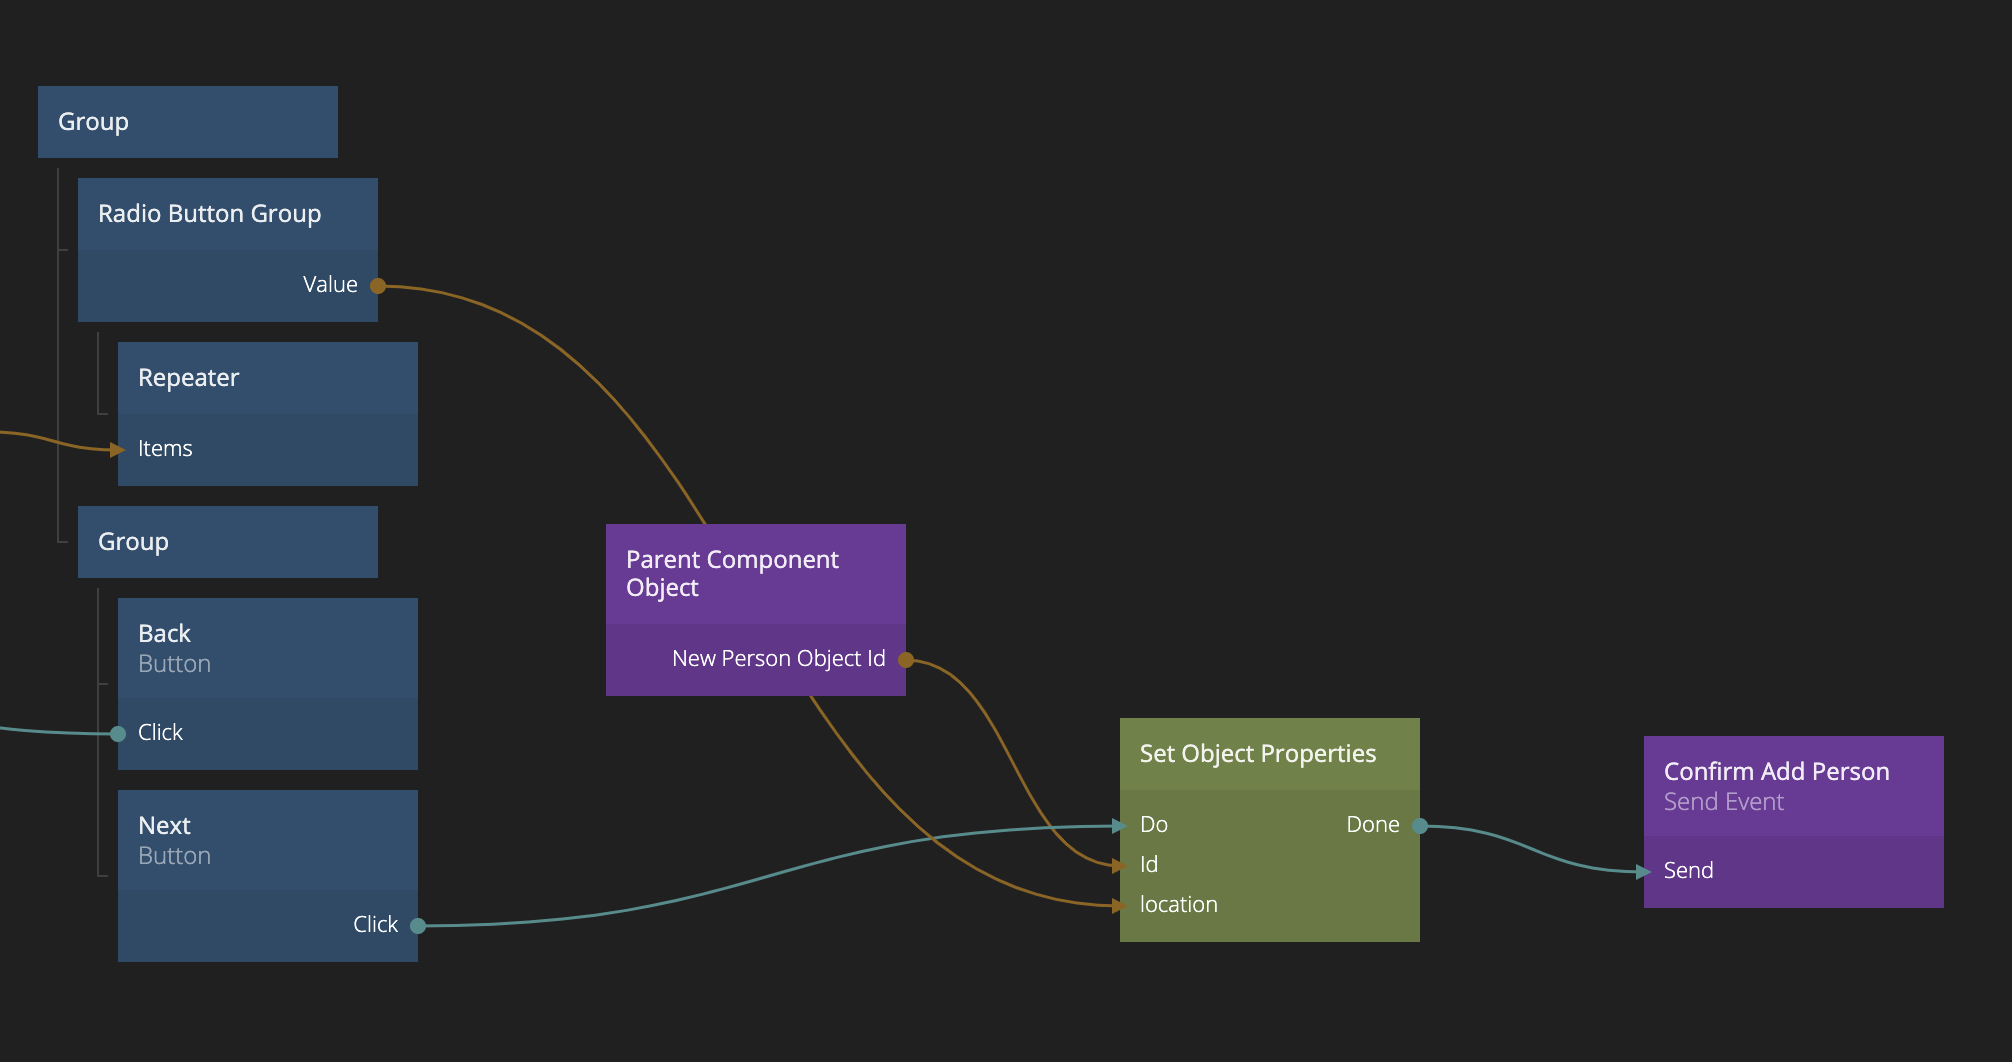 Group
Radio Button Group
Value
Repeater
Items
Group
Back
Button
Click
Next
Button
Click
Parent Component
Object
New Person Object Id
Set Object Properties
Do
Done
Id
location
Confirm Add Person
Send Event
Send